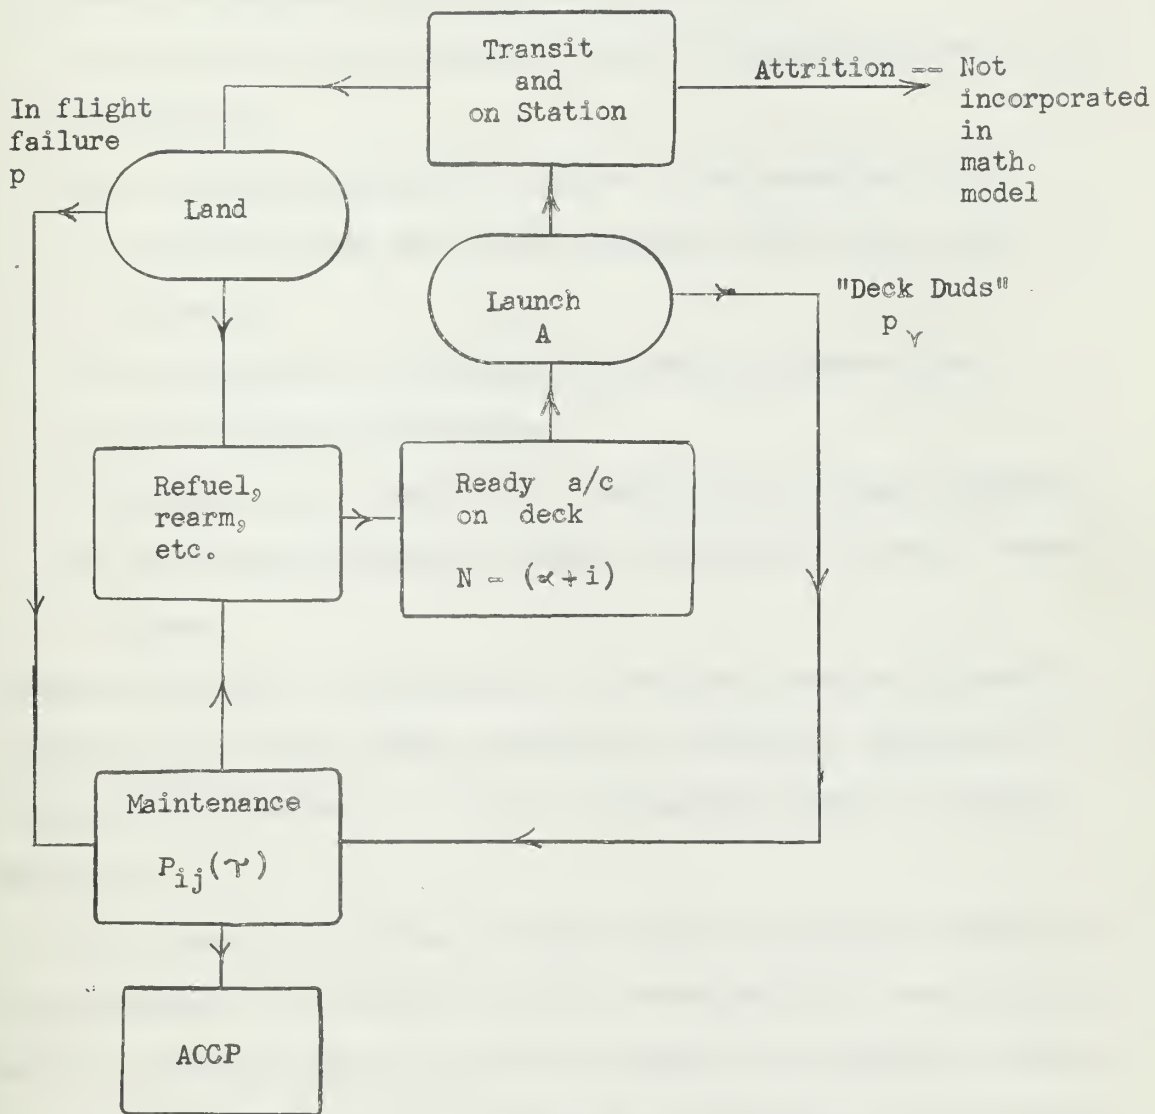 Transit
and
on Station
Attrition -- Not
incorporated
in
math.
model
In flight
failure
p
Land
Launch
A
"Deck Duds"
p γ
Refuel,
rearm,
etc.
Ready a/c
on deck
N - (α + i)
Maintenance
P_ij(τ)
ACCP